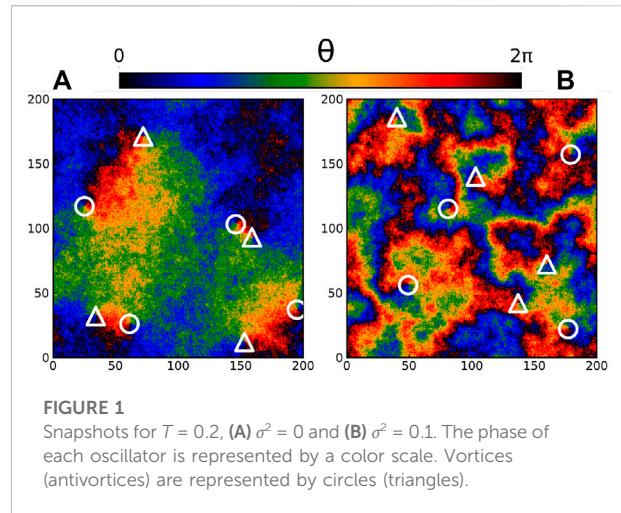 0 θ 2π
A B
200 200
150 150
100 100
50 50
0 0
0 50 100 150 200 0 50 100 150 200
FIGURE 1
Snapshots for T = 0.2, (A) σ² = 0 and (B) σ² = 0.1. The phase of
each oscillator is represented by a color scale. Vortices
(antivortices) are represented by circles (triangles).